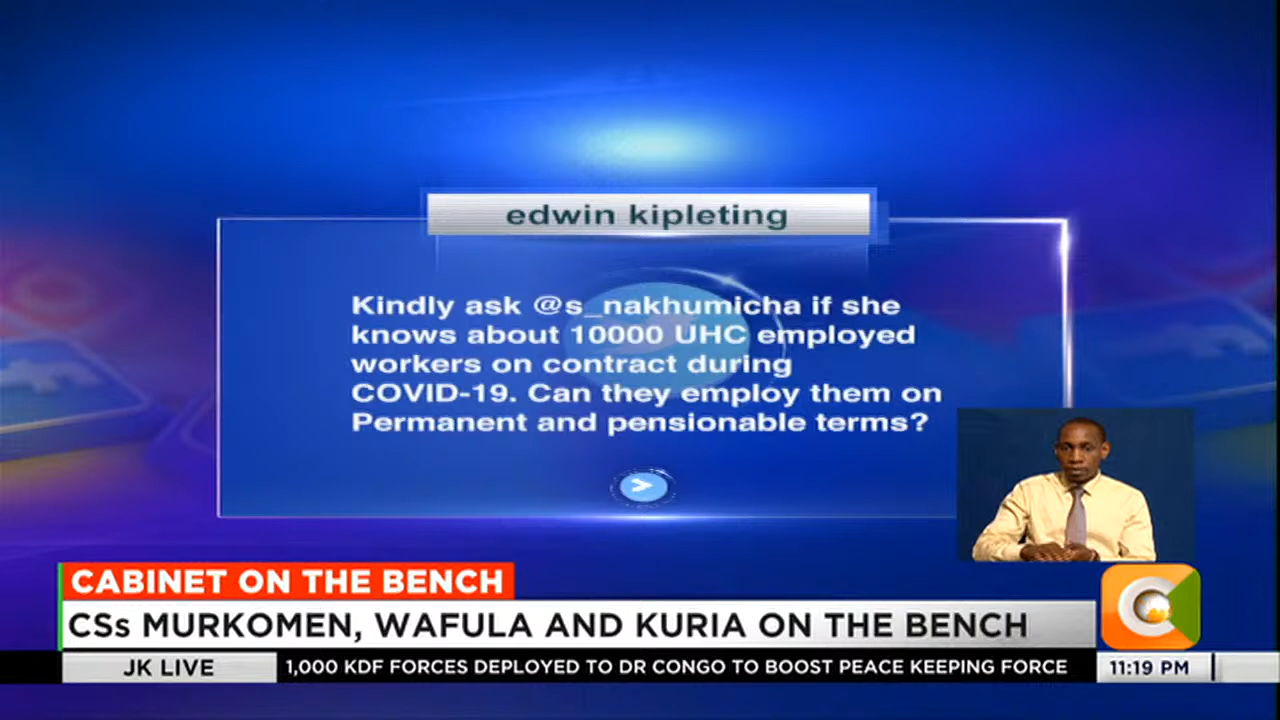 edwin kipleting
Kindly ask @s_nakhumicha if she
knows about 10000 UHC employed
workers on contract during
COVID-19. Can they employ them on
Permanent and pensionable terms?
CABINET ON THE BENCH
CSs MURKOMEN, WAFULA AND KURIA ON THE BENCH
JK LIVE
1,000 KDF FORCES DEPLOYED TO DR CONGO TO BOOST PEACE KEEPING FORCE
11:19 PM